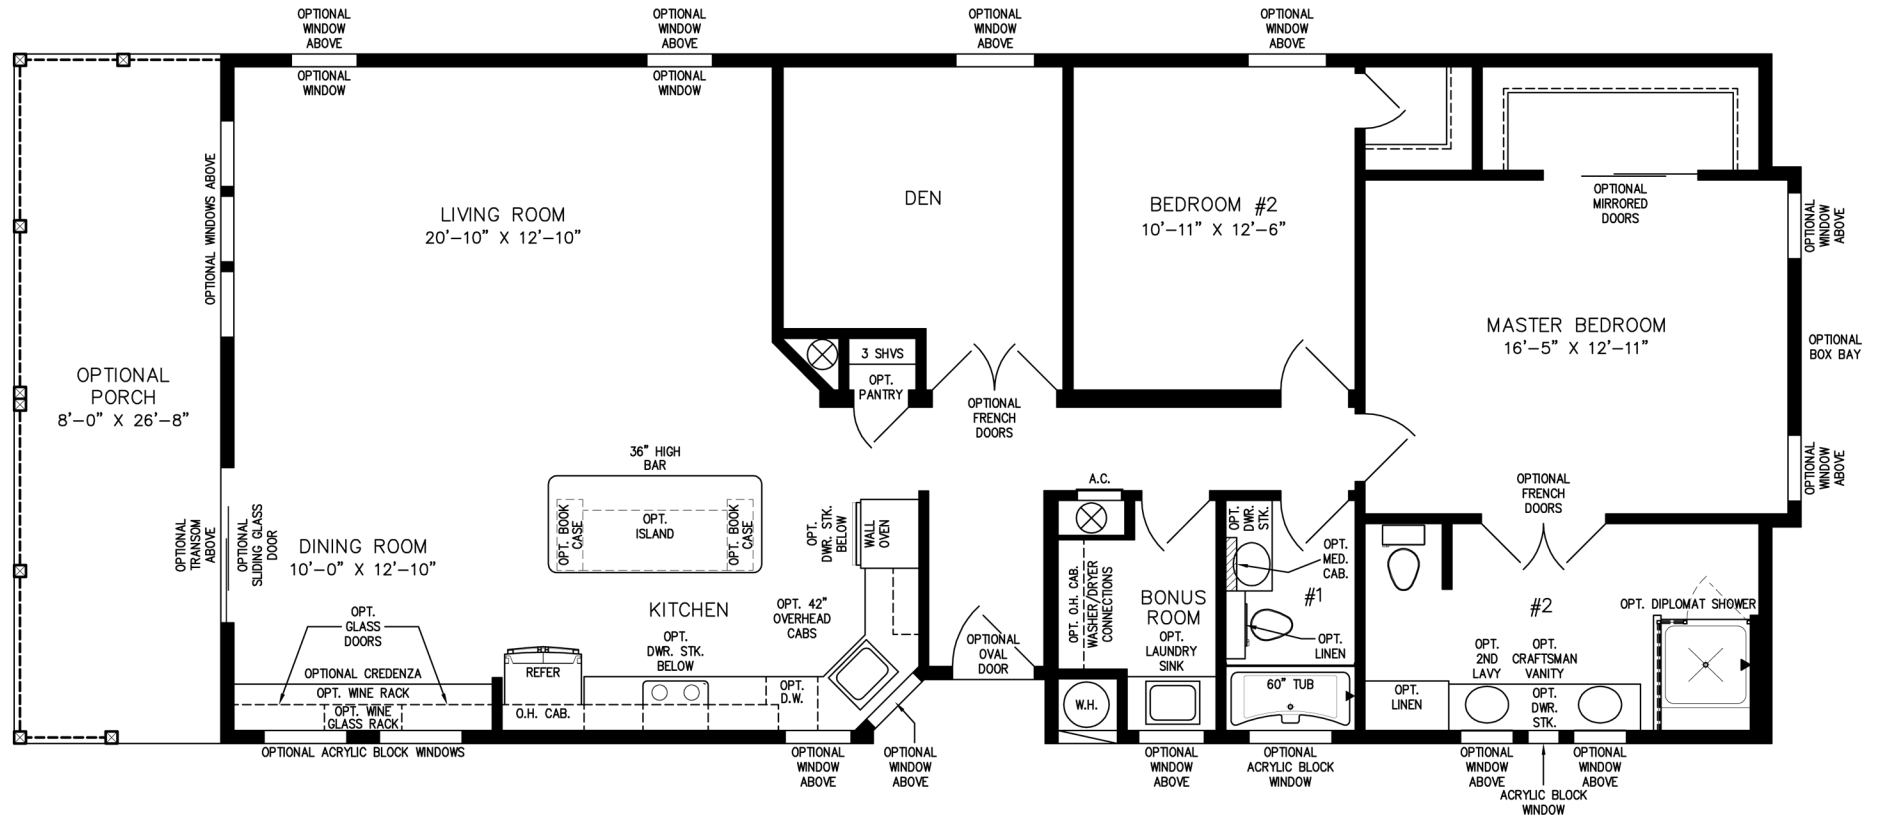 OPTIONAL
WINDOW
ABOVE
OPTIONAL
WINDOW
OPTIONAL
WINDOW
ABOVE
OPTIONAL
WINDOW
OPTIONAL
WINDOW
ABOVE
OPTIONAL
WINDOW
ABOVE
OPTIONAL
PORCH
8'-0" X 26'-8"
OPTIONAL WINDOWS ABOVE
LIVING ROOM
20'-10" X 12'-10"
DEN
BEDROOM #2
10'-11" X 12'-6"
OPTIONAL
MIRRORED
DOORS
OPTIONAL
WINDOW
ABOVE
MASTER BEDROOM
16'-5" X 12'-11"
OPTIONAL
BOX BAY
OPTIONAL
WINDOW
ABOVE
3 SHVS
OPT.
PANTRY
OPTIONAL
FRENCH
DOORS
OPTIONAL
FRENCH
DOORS
36" HIGH
BAR
OPT. BOOK
CASE
OPT.
ISLAND
OPT. BOOK
CASE
OPT.
DWR. STK.
BELOW
WALL
OVEN
A.C.
OPTIONAL
TRANSOM
ABOVE
OPTIONAL
SLIDING GLASS
DOOR
DINING ROOM
10'-0" X 12'-10"
OPT.
GLASS
DOORS
KITCHEN
OPT. 42"
OVERHEAD
CABS
OPT.
DWR. STK.
BELOW
OPTIONAL CREDENZA
OPT. WINE RACK
OPT. WINE
GLASS RACK
REFER
O.H. CAB.
OPT.
D.W.
OPTIONAL
OVAL
DOOR
OPT. O.H. CAB.
WASHER/DRYER
CONNECTIONS
BONUS
ROOM
OPT.
LAUNDRY
SINK
W.H.
OPT.
DWR.
STK.
OPT.
MED.
CAB.
#1
OPT.
LINEN
60" TUB
#2
OPT. DIPLOMAT SHOWER
OPT.
2ND
LAVY
OPT.
CRAFTSMAN
VANITY
OPT.
LINEN
OPT.
DWR.
STK.
OPTIONAL ACRYLIC BLOCK WINDOWS
OPTIONAL
WINDOW
ABOVE
OPTIONAL
WINDOW
ABOVE
OPTIONAL
WINDOW
ABOVE
OPTIONAL
ACRYLIC BLOCK
WINDOW
OPTIONAL
WINDOW
ABOVE
OPTIONAL
WINDOW
ABOVE
ACRYLIC BLOCK
WINDOW